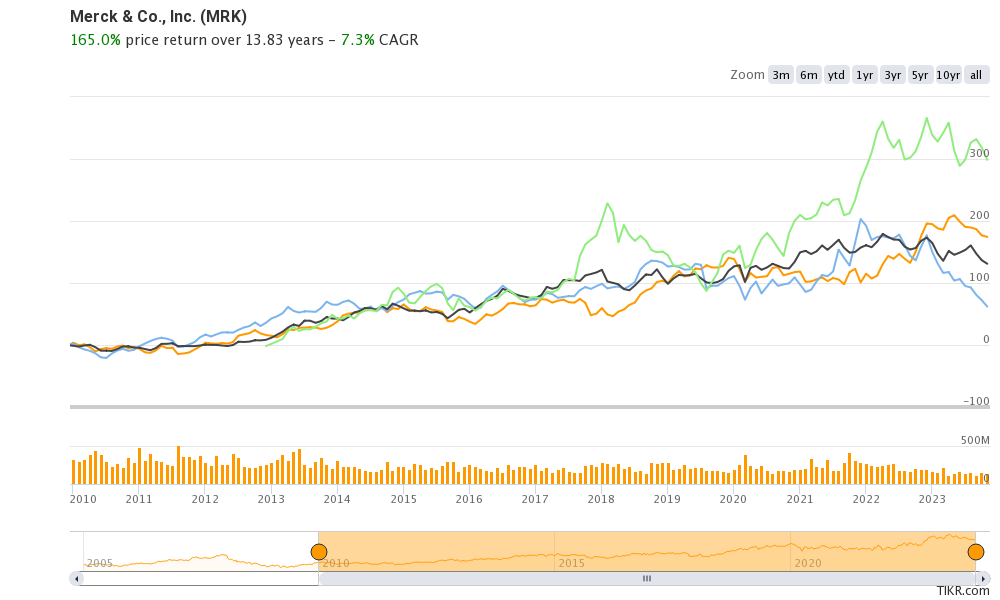 Merck & Co., Inc. (MRK)
165.0% price return over 13.83 years – 7.3% CAGR
Zoom 3m 6m ytd 1yr 3yr 5yr 10yr all
300
200
100
0
−100
500M
0
2010 2011 2012 2013 2014 2015 2016 2017 2018 2019 2020 2021 2022 2023
2005 2010 2015 2020
TIKR.com